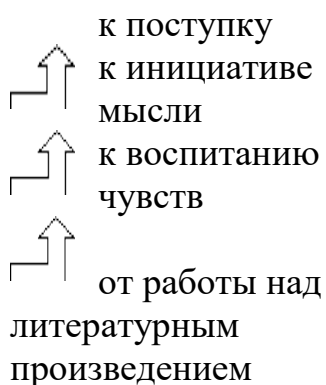 к поступку
к инициативе
мысли
к воспитанию
чувств
от работы над
литературным
произведением